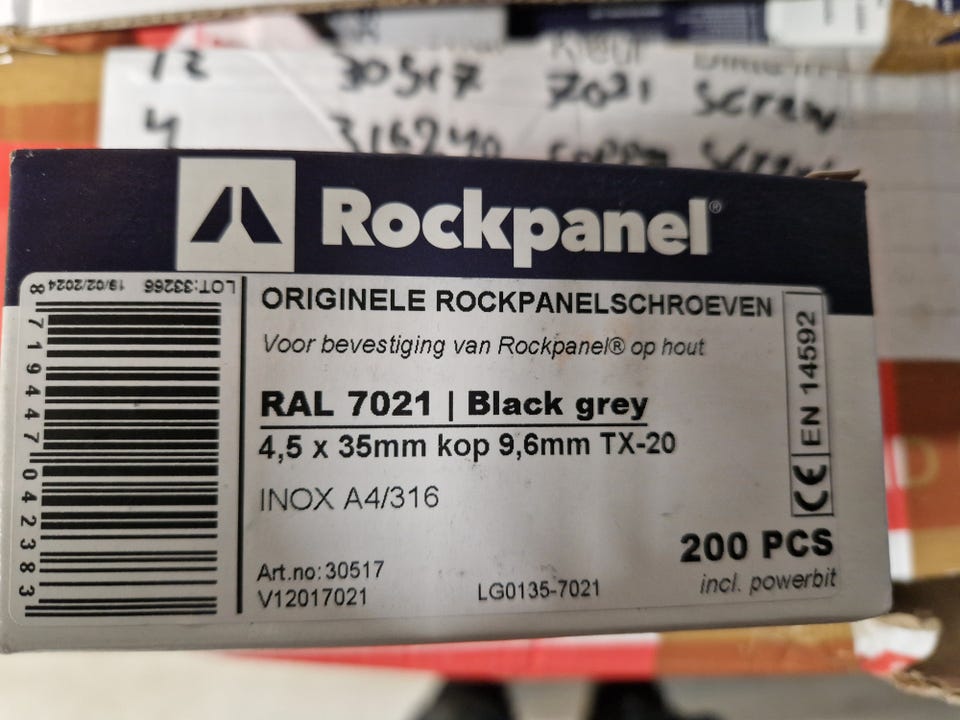 Kleur
12 30517 7021 screw
4 316240
Rockpanel®
LOT:33266 19/02/2024
8 719447 042383
ORIGINELE ROCKPANELSCHROEVEN
Voor bevestiging van Rockpanel® op hout
RAL 7021 | Black grey
4,5 x 35mm kop 9,6mm TX-20
INOX A4/316
CE EN 14592
200 PCS
incl. powerbit
Art.no:30517
V12017021
LG0135-7021